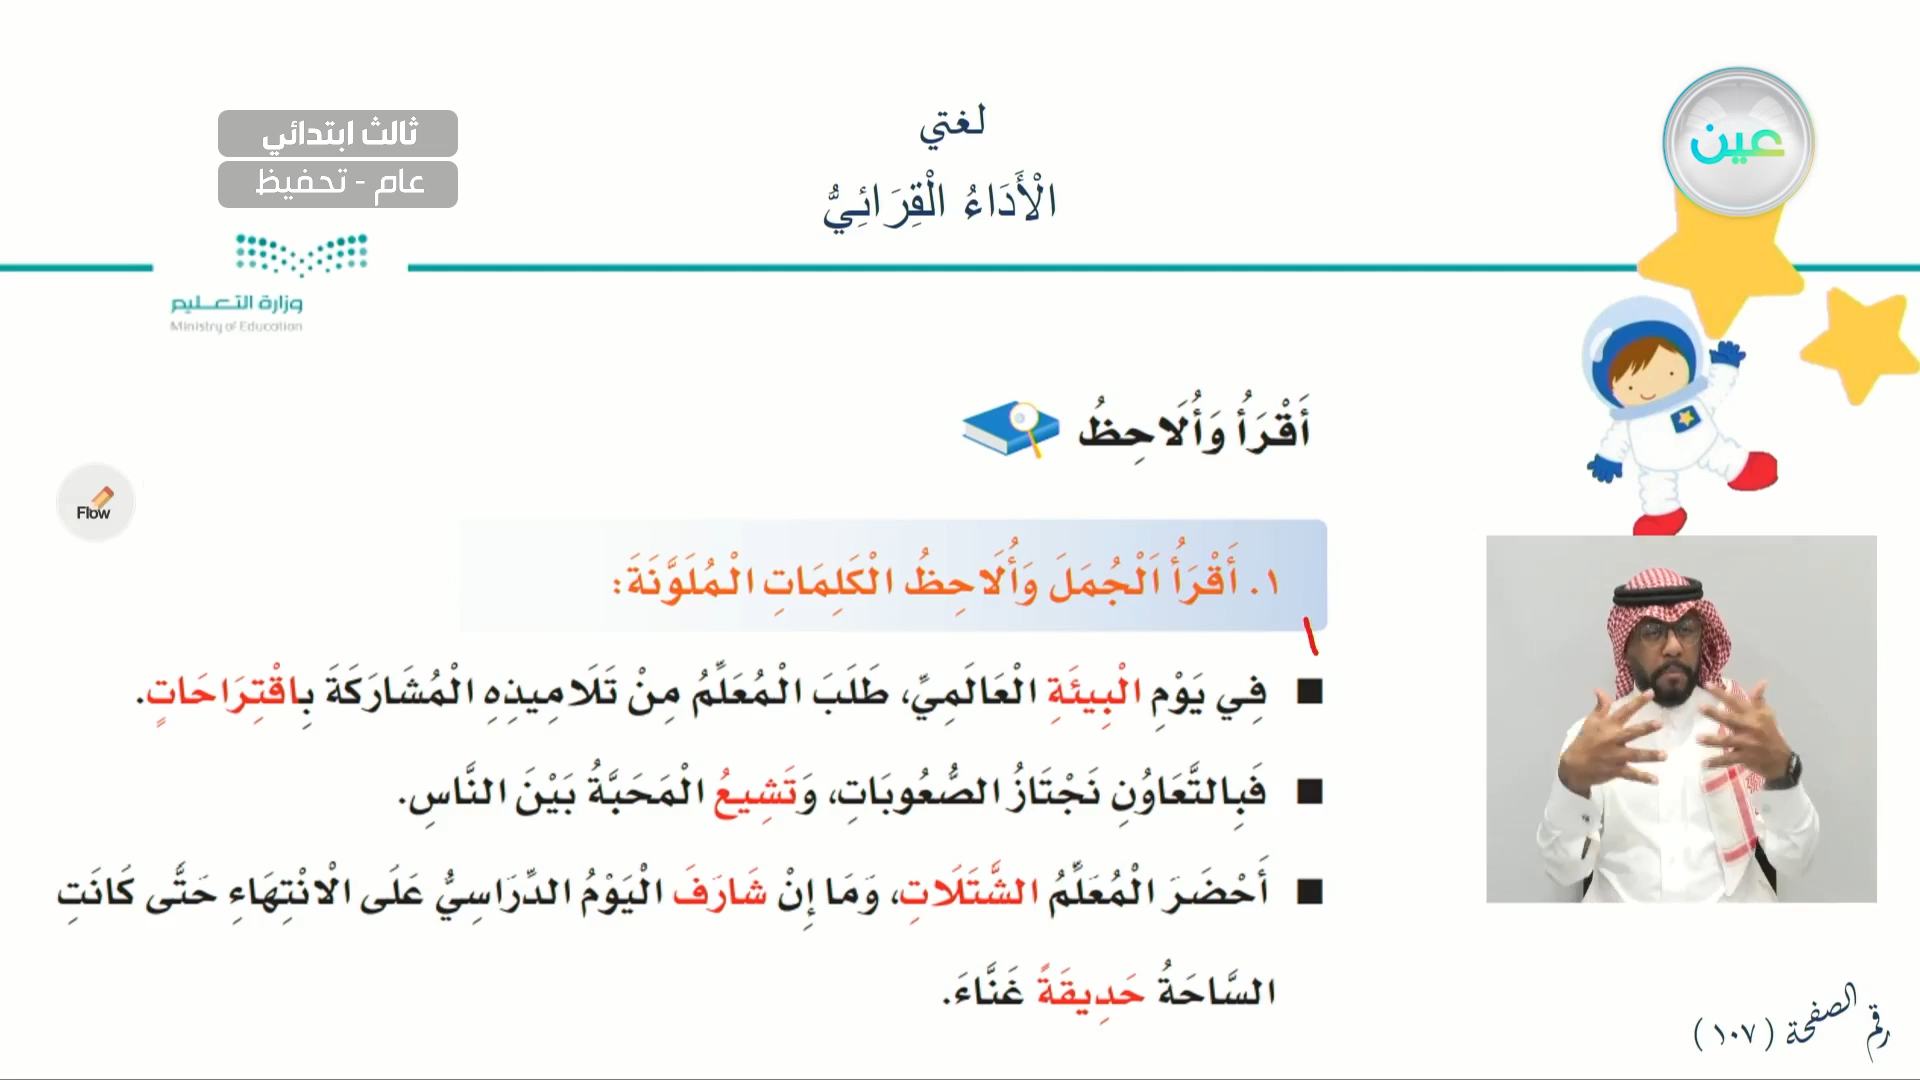 عين
لغتي
ثالث ابتدائي
عام - تحفيظ
الْأَدَاءُ الْقِرَائِيُّ
وزارة التعليم
Ministry of Education
أَقْرَأُ وَأُلَاحِظُ
Flow
١. أَقْرَأُ اَلْجُمَلَ وَأُلَاحِظُ الْكَلِمَاتِ الْمُلَوَّنَةَ:
■ فِي يَوْمِ الْبِيئَةِ الْعَالَمِيِّ، طَلَبَ الْمُعَلِّمُ مِنْ تَلَامِيذِهِ الْمُشَارَكَةَ بِاقْتِرَاحَاتٍ.
■ فَبِالتَّعَاوُنِ نَجْتَازُ الصُّعُوبَاتِ، وَتَشِيعُ الْمَحَبَّةُ بَيْنَ النَّاسِ.
■ أَحْضَرَ الْمُعَلِّمُ الشَّتَلَاتِ، وَمَا إِنْ شَارَفَ الْيَوْمُ الدِّرَاسِيُّ عَلَى الْانْتِهَاءِ حَتَّى كَانَتِ
السَّاحَةُ حَدِيقَةً غَنَّاءَ.
رقم الصفحة (١٠٧)